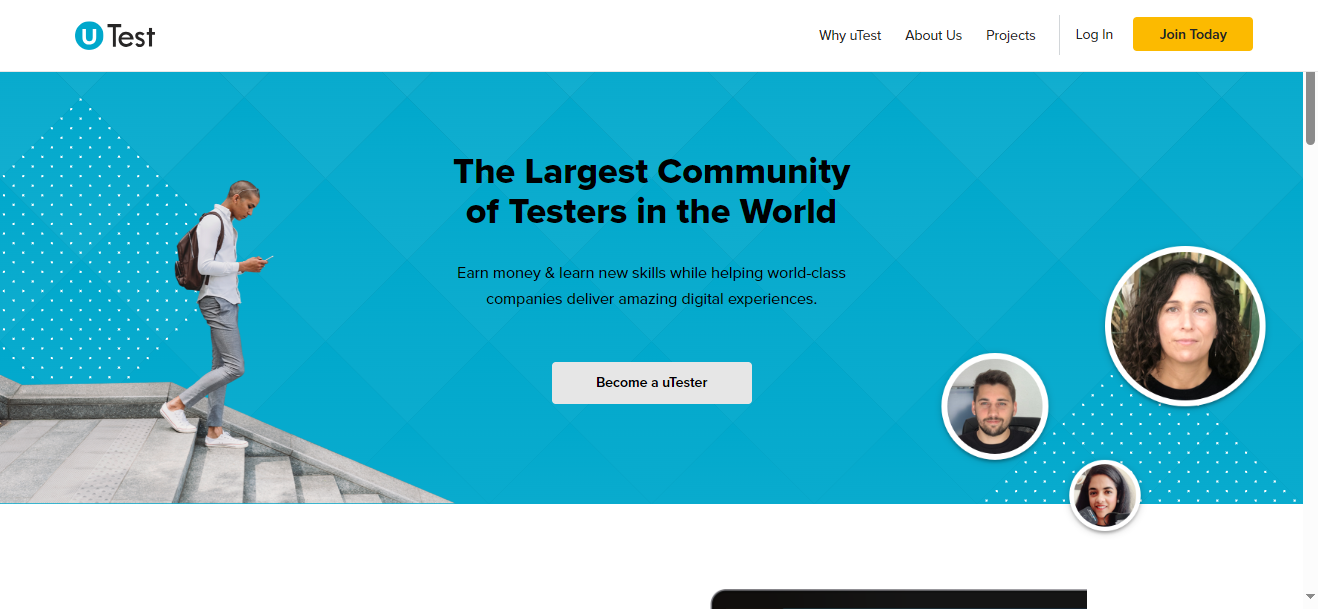 uTest
Why uTest
About Us
Projects
Log In
Join Today
The Largest Community
of Testers in the World
Earn money & learn new skills while helping world-class
companies deliver amazing digital experiences.
Become a uTester